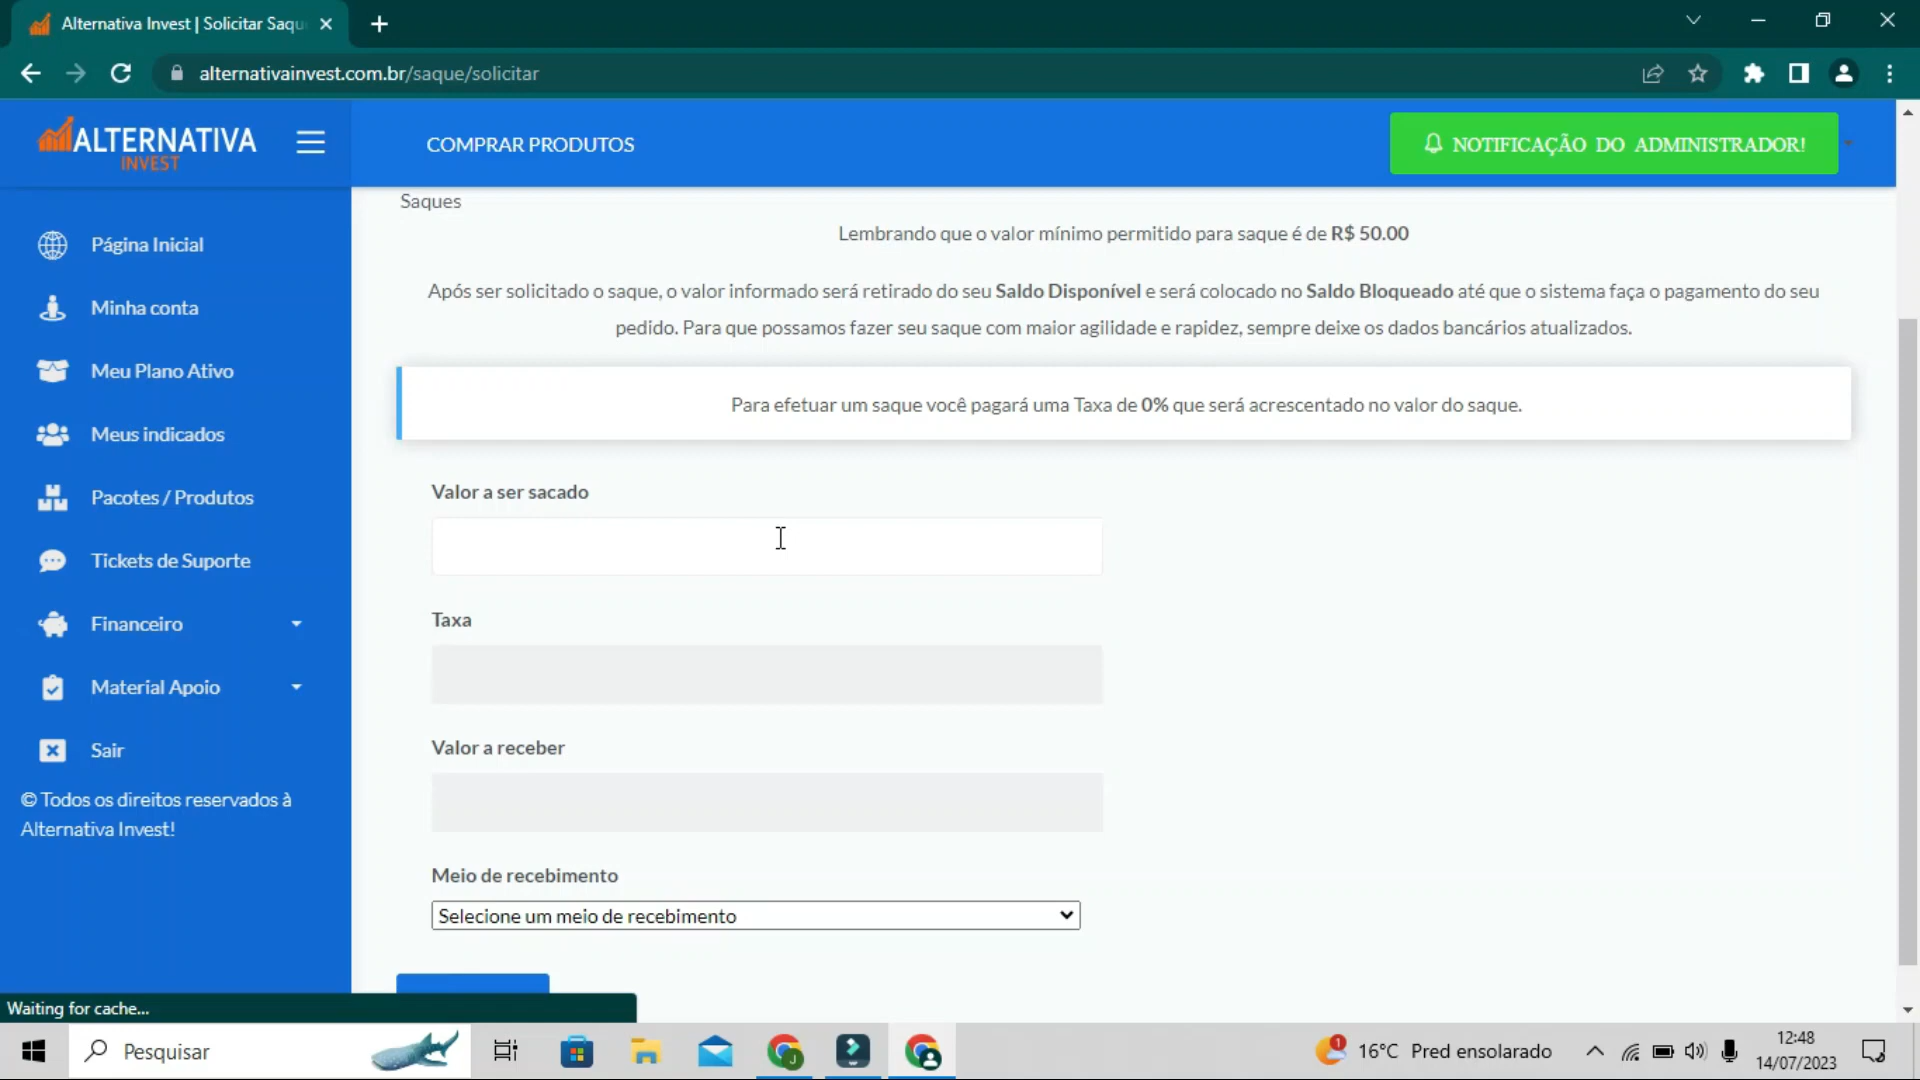 Alternativa Invest | Solicitar Saqu
alternativainvest.com.br/saque/solicitar
ALTERNATIVA
INVEST
COMPRAR PRODUTOS
NOTIFICAÇÃO DO ADMINISTRADOR!
Página Inicial
Minha conta
Meu Plano Ativo
Meus indicados
Pacotes / Produtos
Tickets de Suporte
Financeiro
Material Apoio
Sair
© Todos os direitos reservados à
Alternativa Invest!
Saques
Lembrando que o valor mínimo permitido para saque é de R$ 50.00
Após ser solicitado o saque, o valor informado será retirado do seu Saldo Disponível e será colocado no Saldo Bloqueado até que o sistema faça o pagamento do seu
pedido. Para que possamos fazer seu saque com maior agilidade e rapidez, sempre deixe os dados bancários atualizados.
Para efetuar um saque você pagará uma Taxa de 0% que será acrescentado no valor do saque.
Valor a ser sacado
Taxa
Valor a receber
Meio de recebimento
Selecione um meio de recebimento
Waiting for cache...
Pesquisar
J
1
16°C Pred ensolarado
12:48
14/07/2023